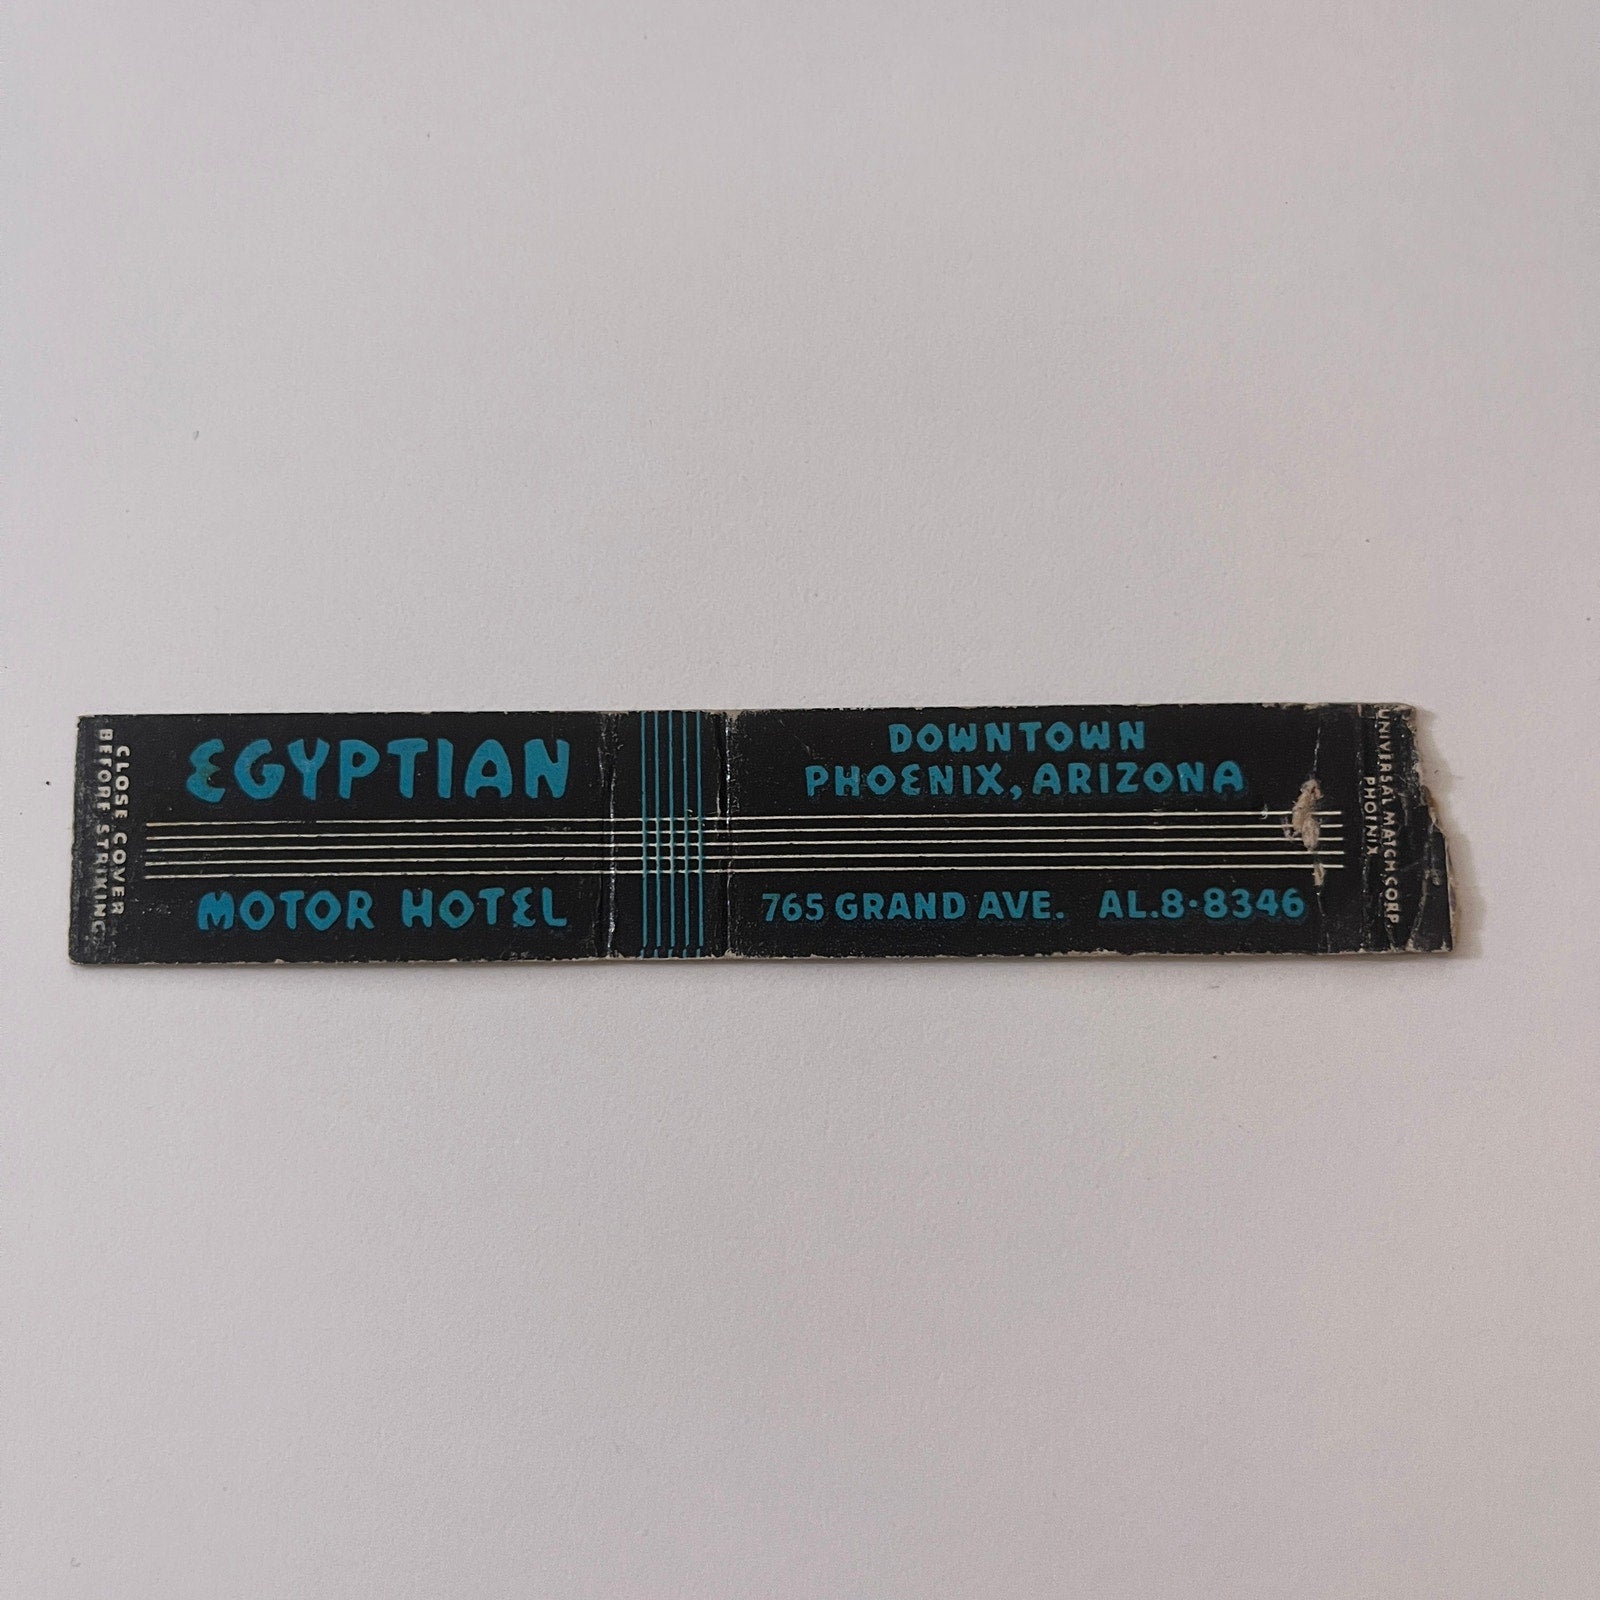 CLOSE COVER
BEFORE STRIKING
EGYPTIAN
MOTOR HOTEL
DOWNTOWN
PHOENIX, ARIZONA
765 GRAND AVE. AL.8-8346
UNIVERSAL MATCH CORP.
PHOENIX